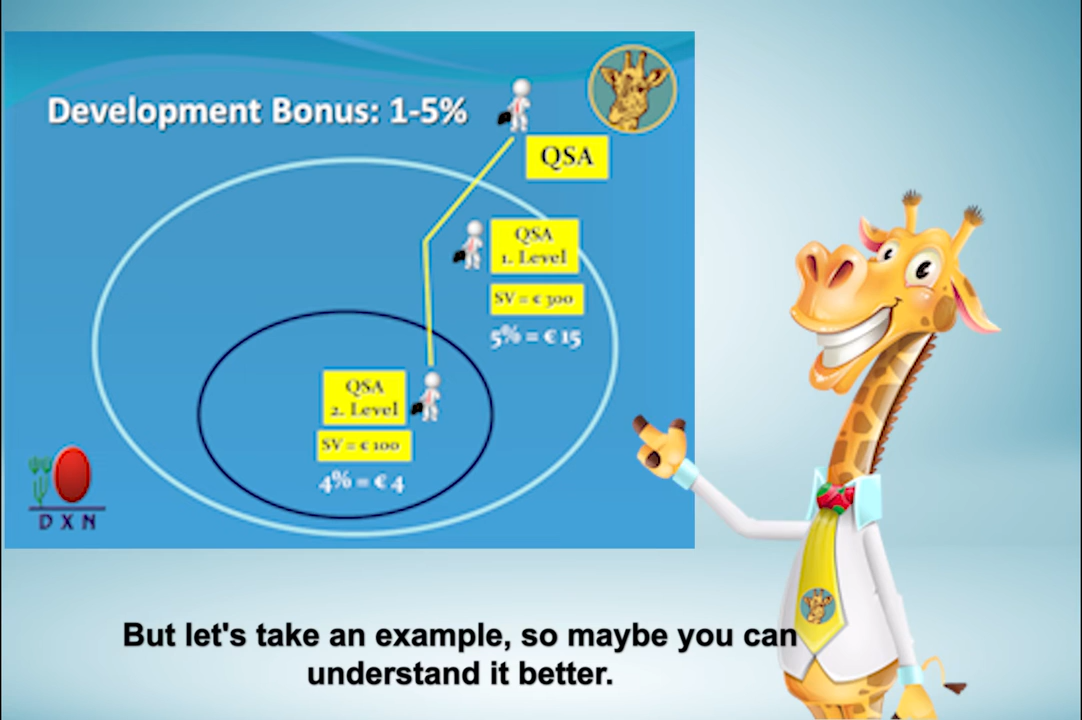 Development Bonus: 1-5%
QSA
QSA
1. Level
SV = € 300
5% = € 15
QSA
2. Level
SV = € 100
4% = € 4
DXN
But let's take an example, so maybe you can
understand it better.